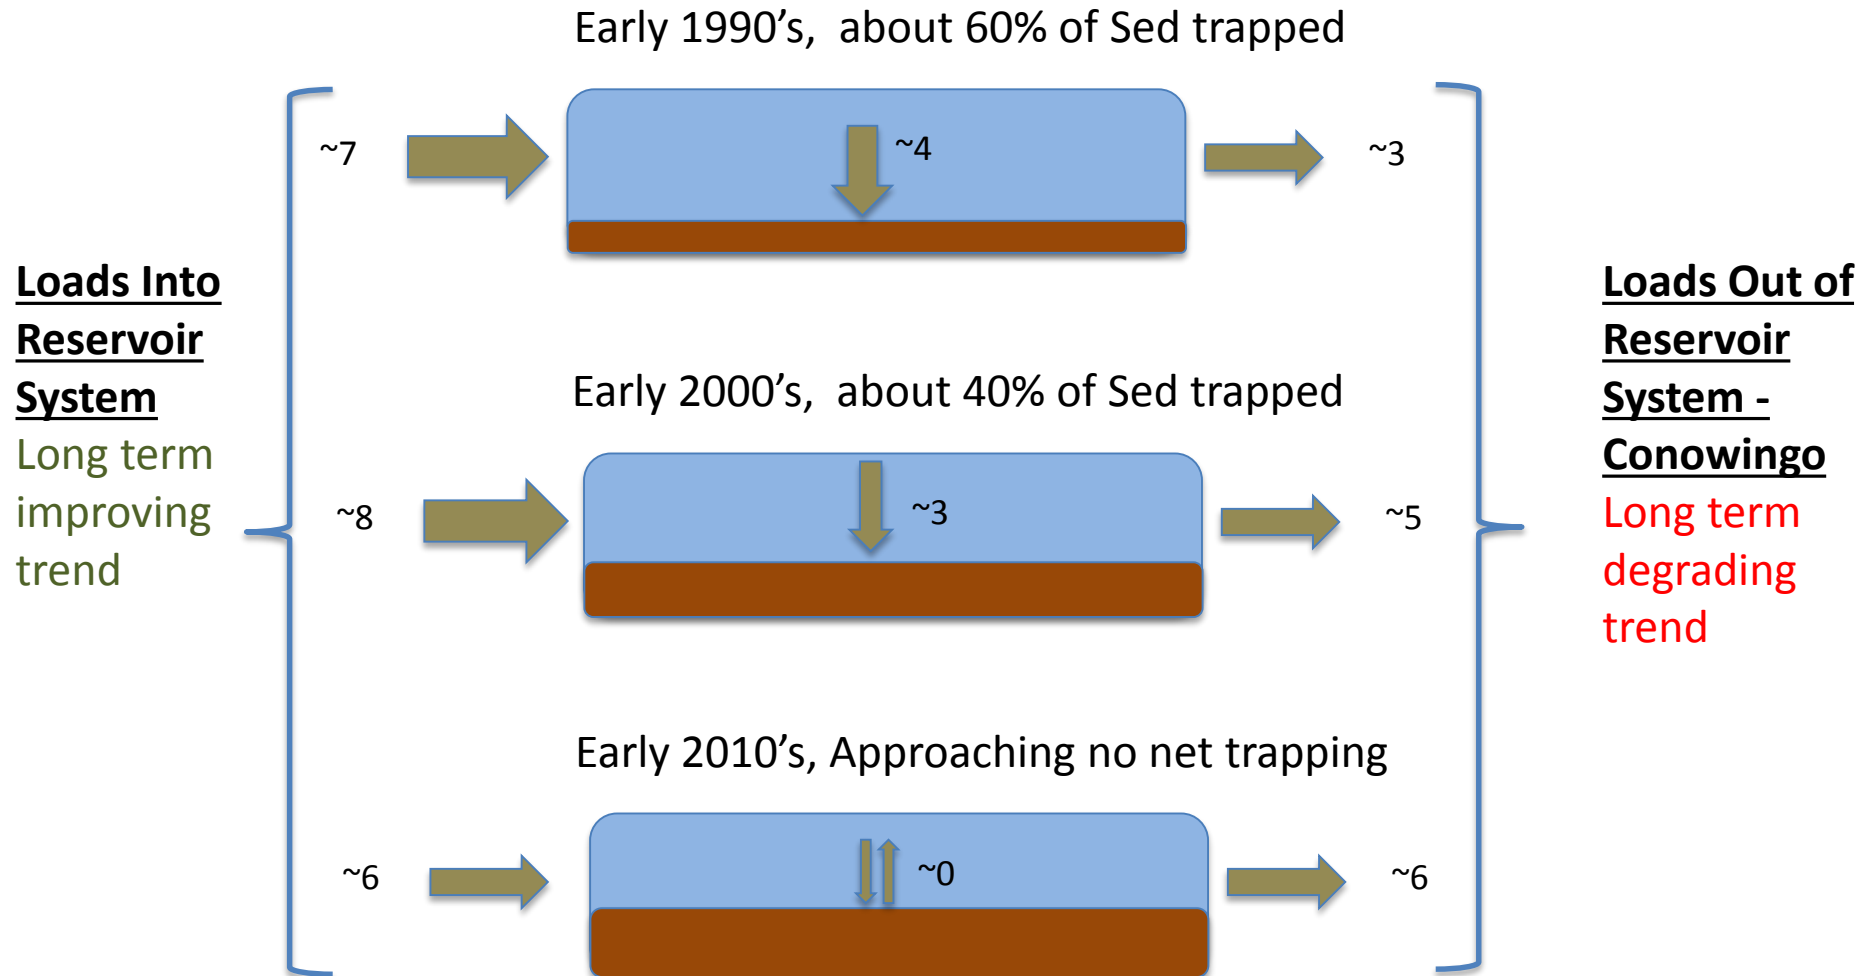 Early 1990’s,  about 60% of Sed trapped
~7
~4
~3
Loads Into
Reservoir
System
Long term
improving
trend
Early 2000’s,  about 40% of Sed trapped
~8
~3
~5
Early 2010’s, Approaching no net trapping
~6
~0
~6
Loads Out of
Reservoir
System -
Conowingo
Long term
degrading
trend